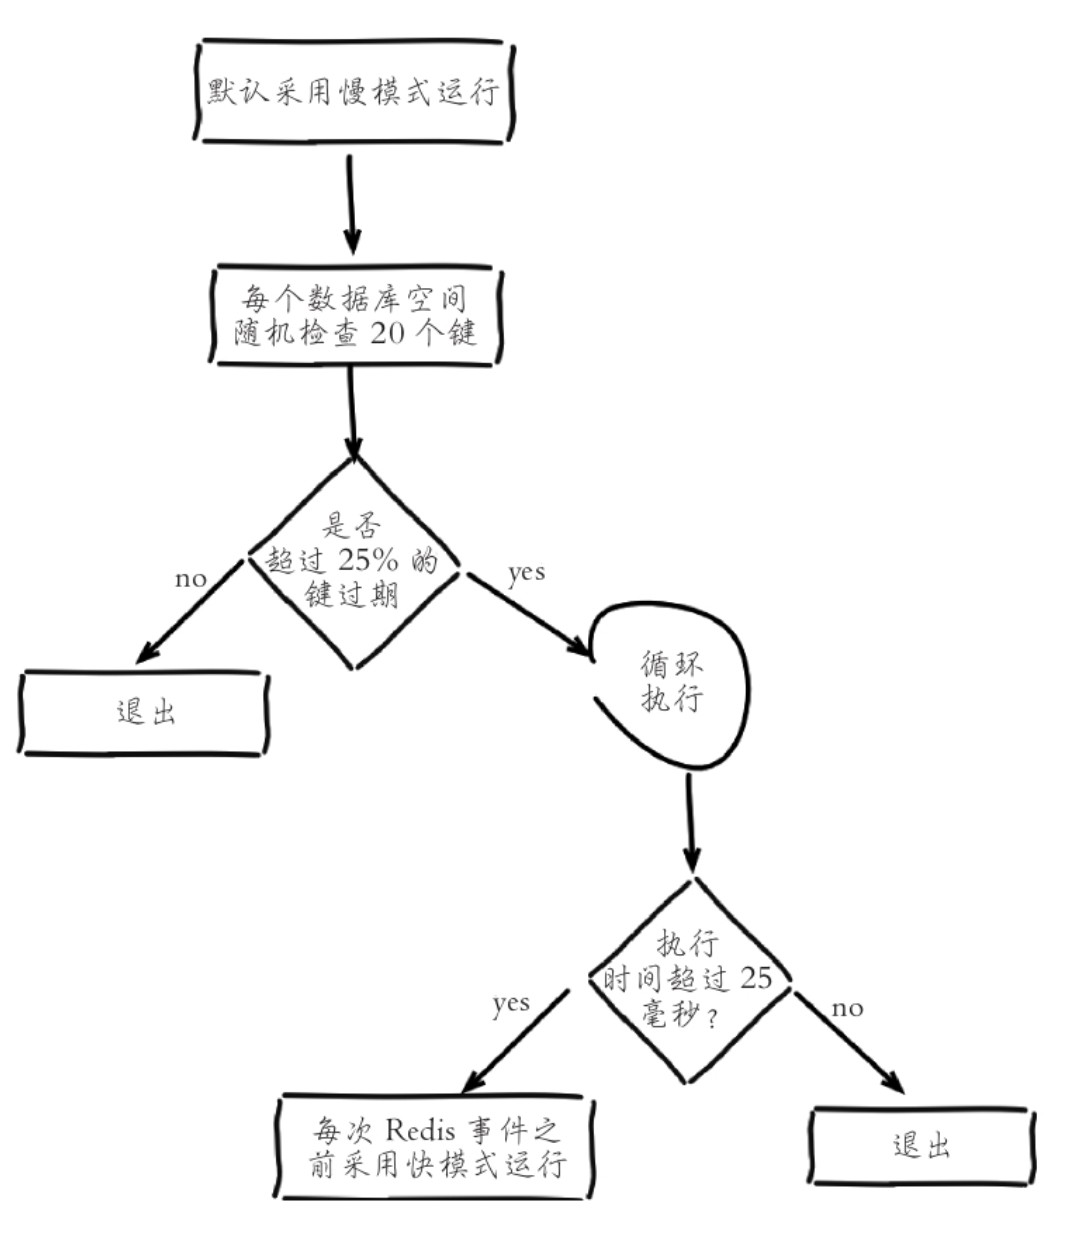 默认采用慢模式运行
每个数据库空间
随机检查 20 个键
是否
超过 25% 的
键过期
no
yes
退出
循环
执行
执行
时间超过 25
毫秒?
yes
no
每次 Redis 事件之
前采用快模式运行
退出